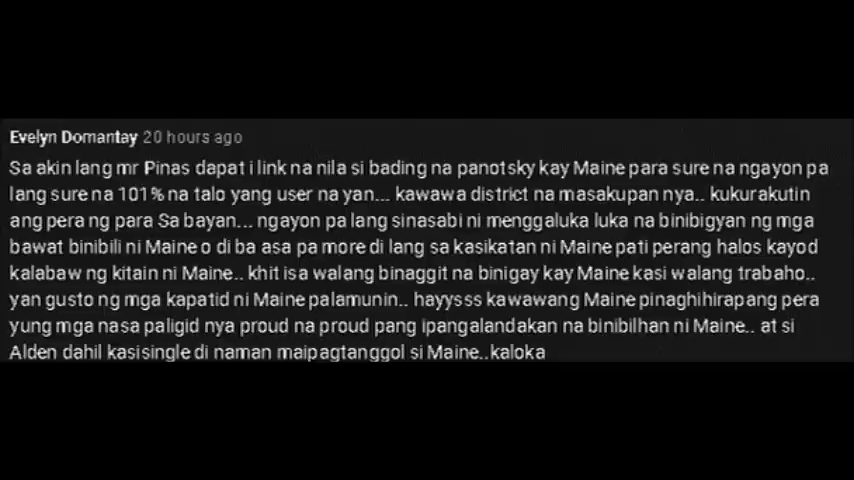 Evelyn Domantay 20 hours ago
Sa akin lang mr Pinas dapat i link na nila si bading na panotsky kay Maine para sure na ngayon pa
lang sure na 101% na talo yang user na yan... kawawa district na masakupan nya.. kukurakutin
ang pera ng para Sa bayan... ngayon pa lang sinasabi ni menggaluka luka na binibigyan ng mga
bawat binibili ni Maine o di ba asa pa more di lang sa kasikatan ni Maine pati perang halos kayod
kalabaw ng kitain ni Maine.. khit isa walang binaggit na binigay kay Maine kasi walang trabaho..
yan gusto ng mga kapatid ni Maine palamunin.. hayysss kawawang Maine pinaghihirapang pera
yung mga nasa paligid nya proud na proud pang ipangalandakan na binibilhan ni Maine.. at si
Alden dahil kasisingle di naman maipagtanggol si Maine..kaloka